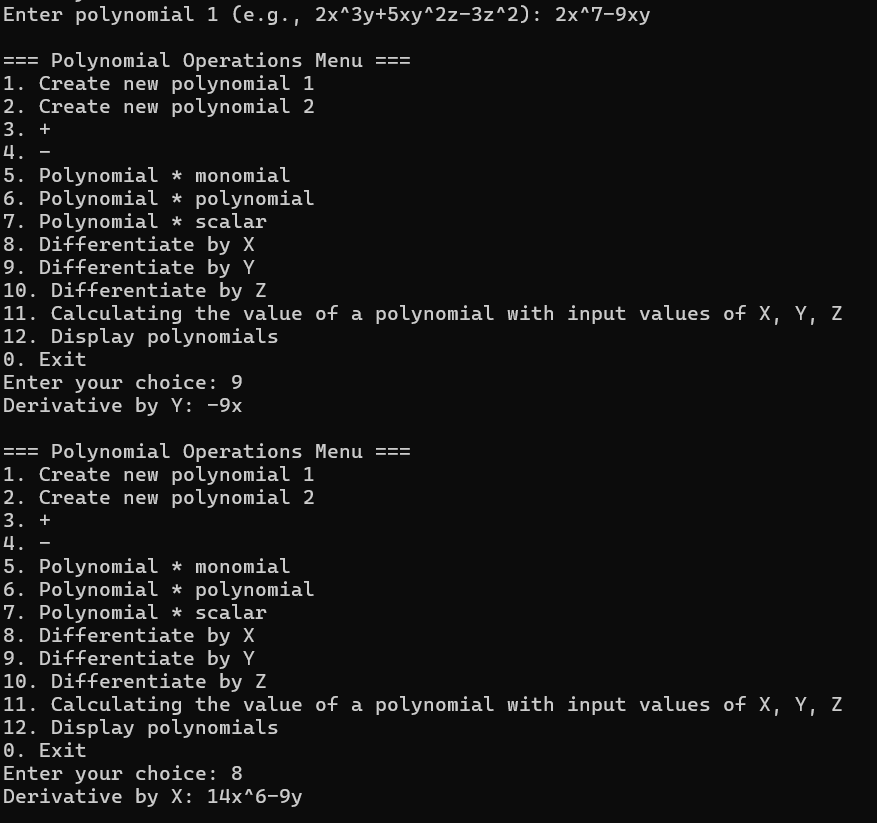 Enter polynomial 1 (e.g., 2x^3y+5xy^2z-3z^2): 2x^7-9xy
=== Polynomial Operations Menu ===
1. Create new polynomial 1
2. Create new polynomial 2
3. +
4. -
5. Polynomial * monomial
6. Polynomial * polynomial
7. Polynomial * scalar
8. Differentiate by X
9. Differentiate by Y
10. Differentiate by Z
11. Calculating the value of a polynomial with input values of X, Y, Z
12. Display polynomials
0. Exit
Enter your choice: 9
Derivative by Y: -9x
=== Polynomial Operations Menu ===
1. Create new polynomial 1
2. Create new polynomial 2
3. +
4. -
5. Polynomial * monomial
6. Polynomial * polynomial
7. Polynomial * scalar
8. Differentiate by X
9. Differentiate by Y
10. Differentiate by Z
11. Calculating the value of a polynomial with input values of X, Y, Z
12. Display polynomials
0. Exit
Enter your choice: 8
Derivative by X: 14x^6-9y